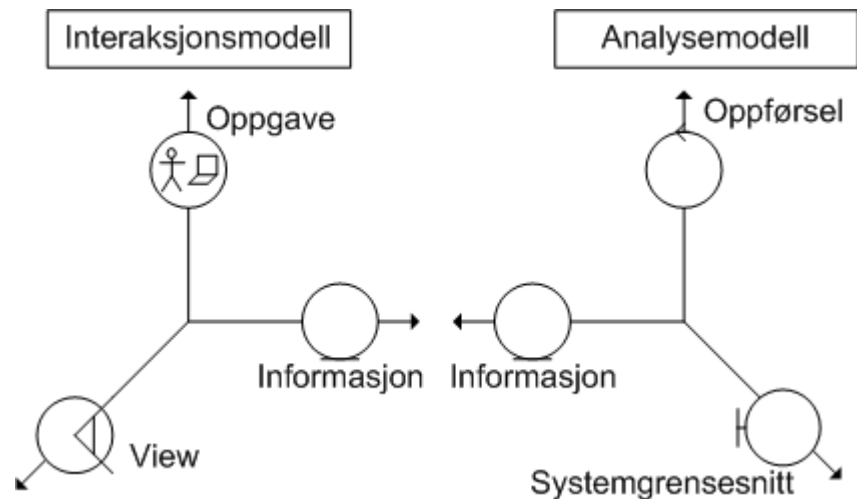 Interaksjonsmodell
Analysemodell
Oppgave
Oppførsel
Informasjon
Informasjon
View
Systemgrensesnitt